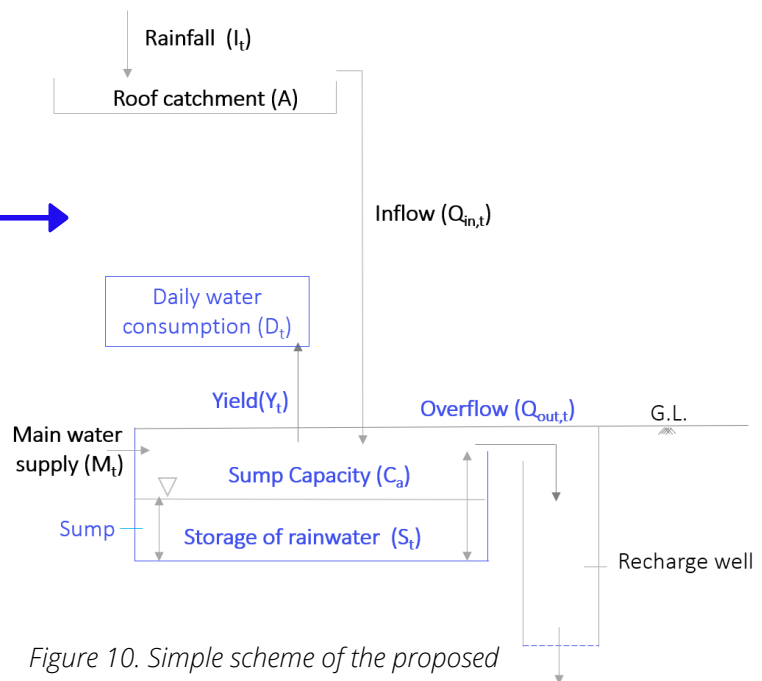 Rainfall (Iₜ)
Roof catchment (A)
Inflow (Qᵢₙ,ₜ)
Daily water
consumption (Dₜ)
Yield(Yₜ)
Overflow (Qₒᵤₜ,ₜ)
G.L.
Main water
supply (Mₜ)
Sump Capacity (Cₐ)
Sump
Storage of rainwater (Sₜ)
Recharge well
Figure 10. Simple scheme of the proposed